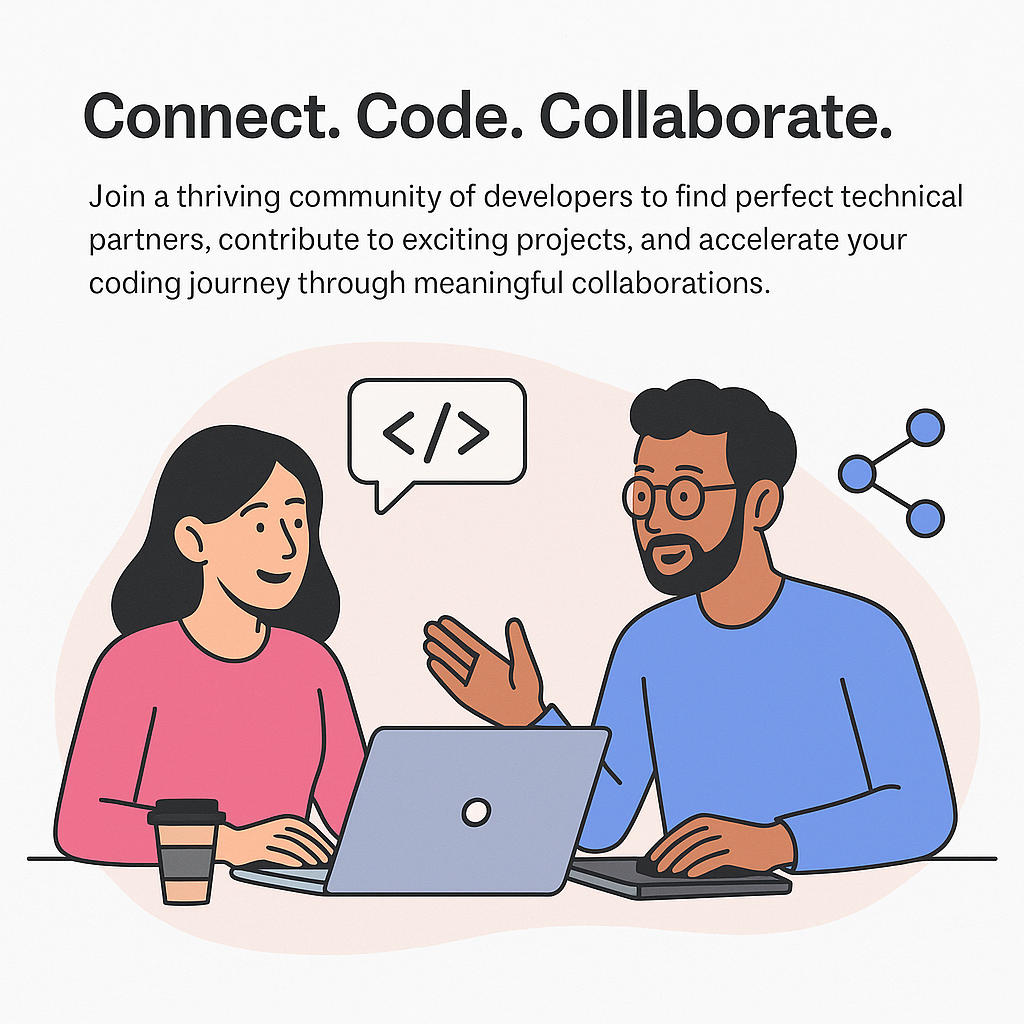 Connect. Code. Collaborate.
Join a thriving community of developers to find perfect technical
partners, contribute to exciting projects, and accelerate your
coding journey through meaningful collaborations.
</>